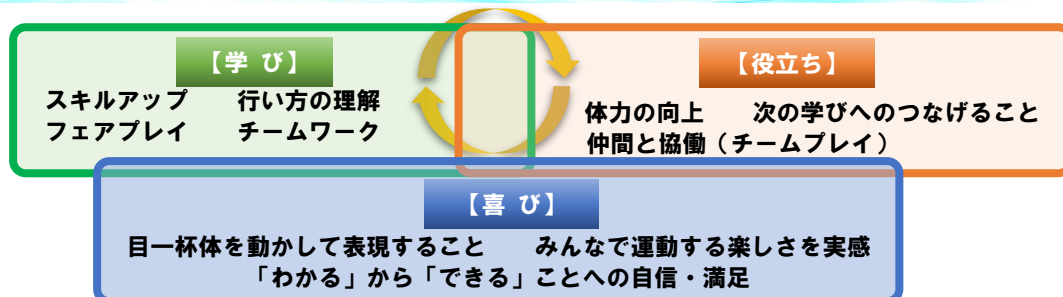 【学 び】
スキルアップ 行い方の理解
フェアプレイ チームワーク
【役立ち】
体力の向上 次の学びへのつなげること
仲間と協働(チームプレイ)
【喜 び】
目一杯体を動かして表現すること みんなで運動する楽しさを実感
「わかる」から「できる」ことへの自信・満足